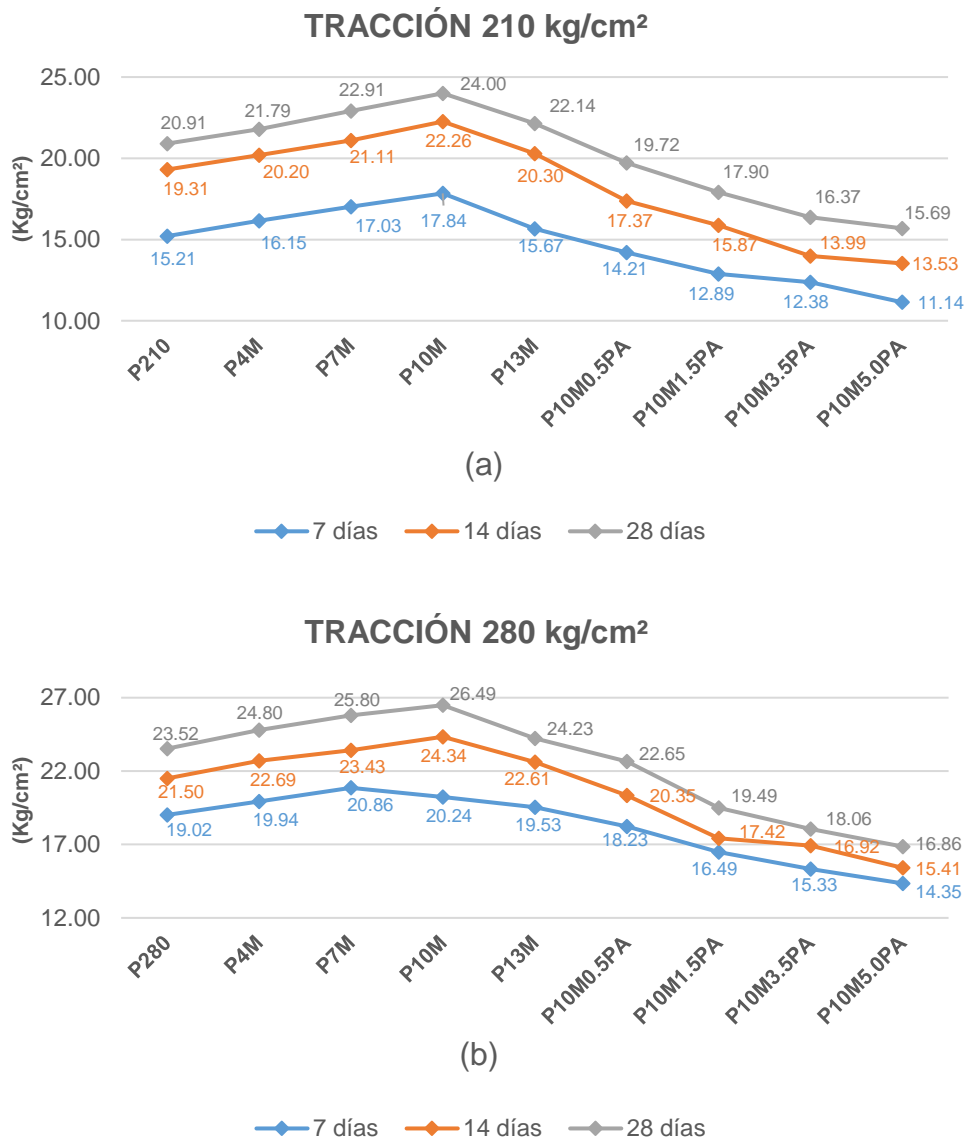 TRACCIÓN 210 kg/cm²
(Kg/cm²)
25.00
20.00
15.00
10.00
20.91 21.79 22.91 24.00 22.14 19.72 17.90 16.37 15.69
19.31 20.20 21.11 22.26 20.30 17.37 15.87 13.99 13.53
15.21 16.15 17.03 17.84 15.67 14.21 12.89 12.38 11.14
P210 P4M P7M P10M P13M P10M0.5PA P10M1.5PA P10M3.5PA P10M5.0PA
(a)
7 días 14 días 28 días
TRACCIÓN 280 kg/cm²
(Kg/cm²)
27.00
22.00
17.00
12.00
23.52 24.80 25.80 26.49 24.23 22.65 19.49 18.06 16.86
21.50 22.69 23.43 24.34 22.61 20.35 17.42 16.92 15.41
19.02 19.94 20.86 20.24 19.53 18.23 16.49 15.33 14.35
P280 P4M P7M P10M P13M P10M0.5PA P10M1.5PA P10M3.5PA P10M5.0PA
(b)
7 días 14 días 28 días